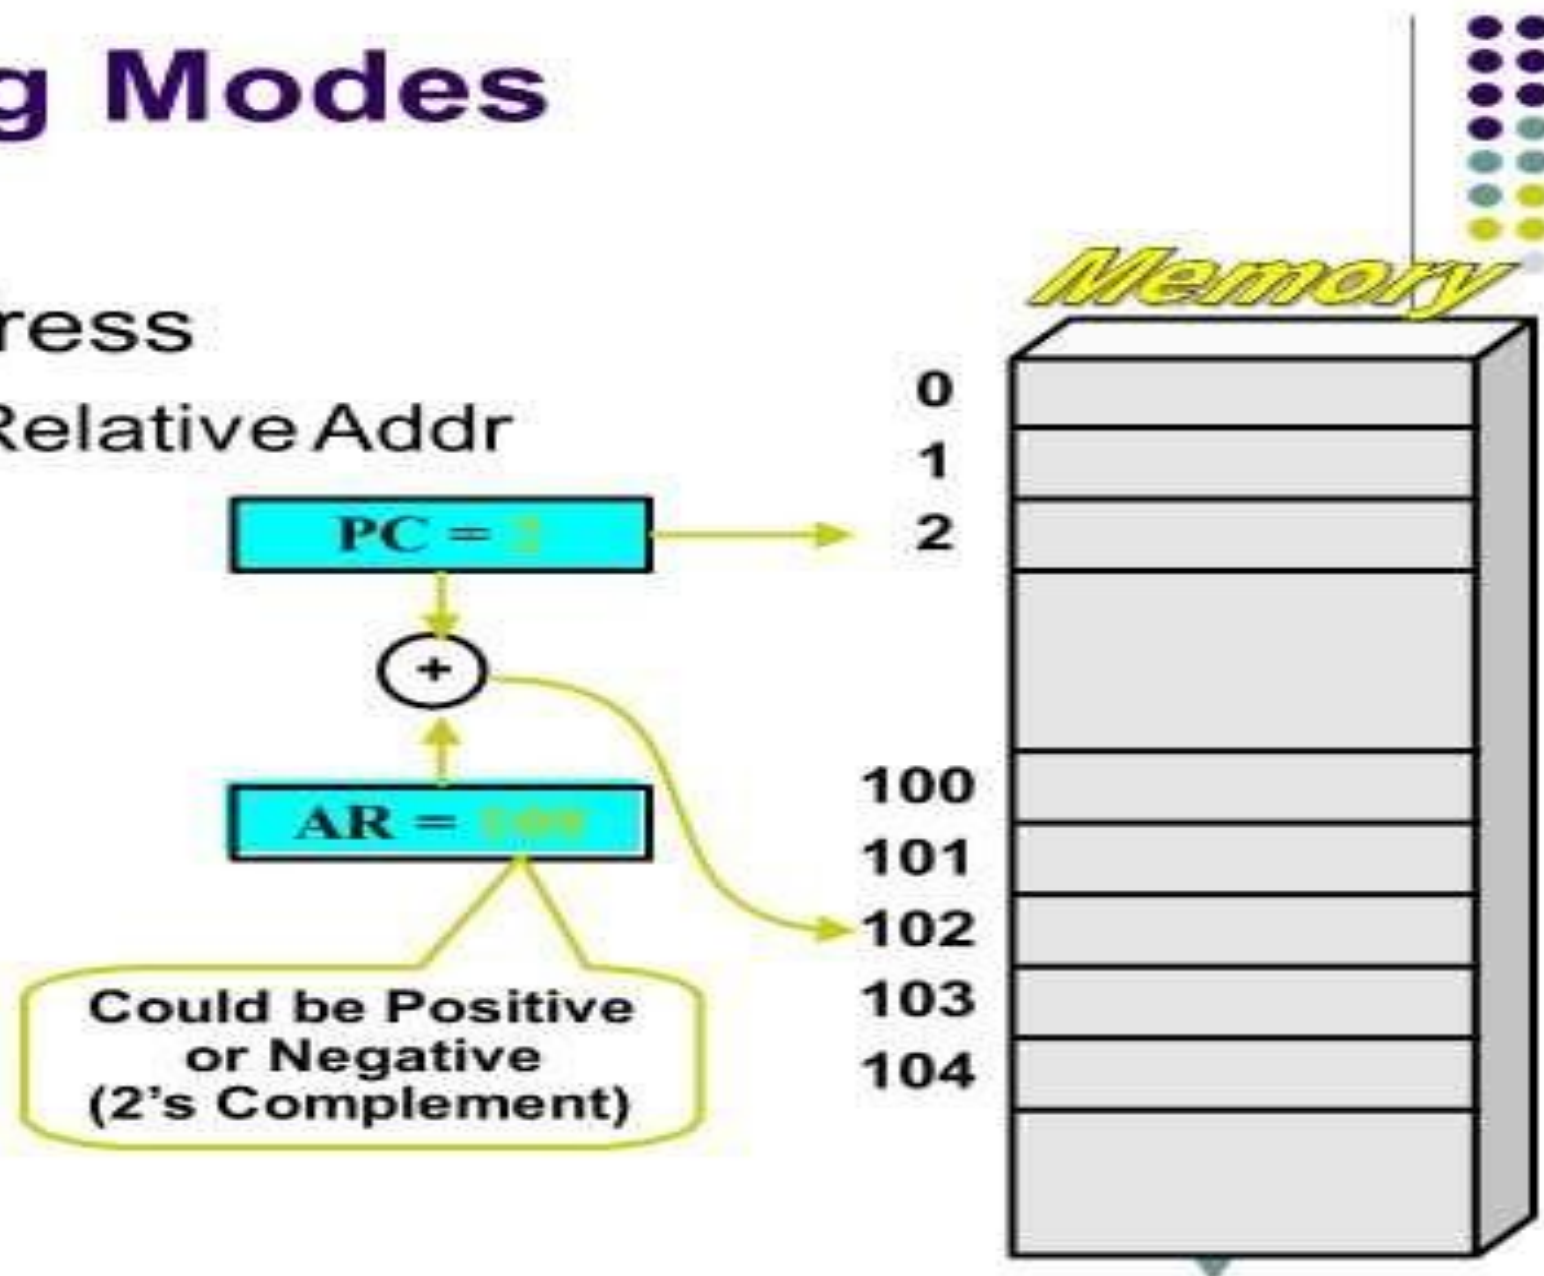 g Modes
Memory
ress
Relative Addr
0
1
PC = 2
2
+
100
AR =
101
102
Could be Positive
or Negative
(2's Complement)
103
104